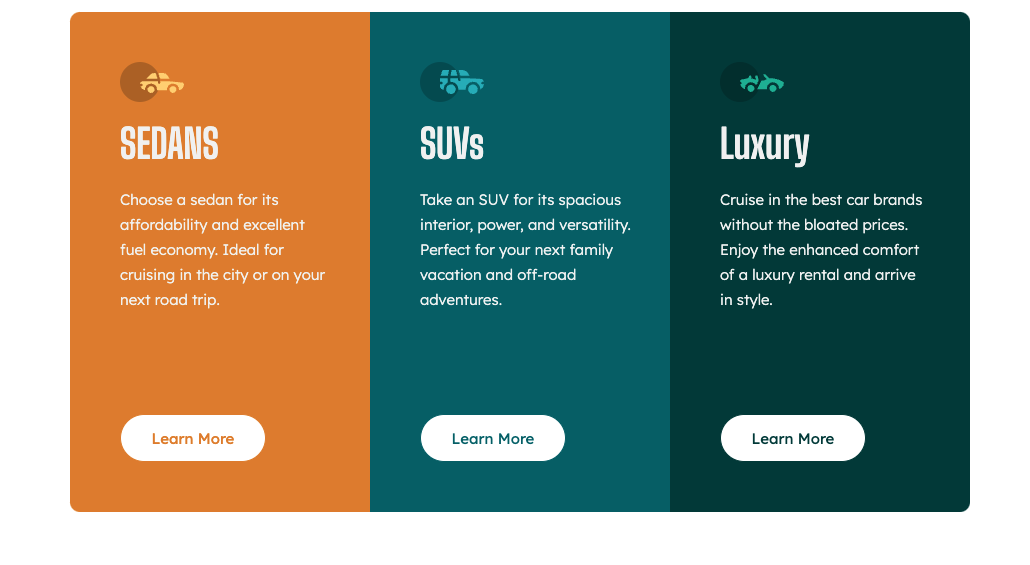 SEDANS
Choose a sedan for its
affordability and excellent
fuel economy. Ideal for
cruising in the city or on your
next road trip.
Learn More
SUVs
Take an SUV for its spacious
interior, power, and versatility.
Perfect for your next family
vacation and off-road
adventures.
Learn More
Luxury
Cruise in the best car brands
without the bloated prices.
Enjoy the enhanced comfort
of a luxury rental and arrive
in style.
Learn More